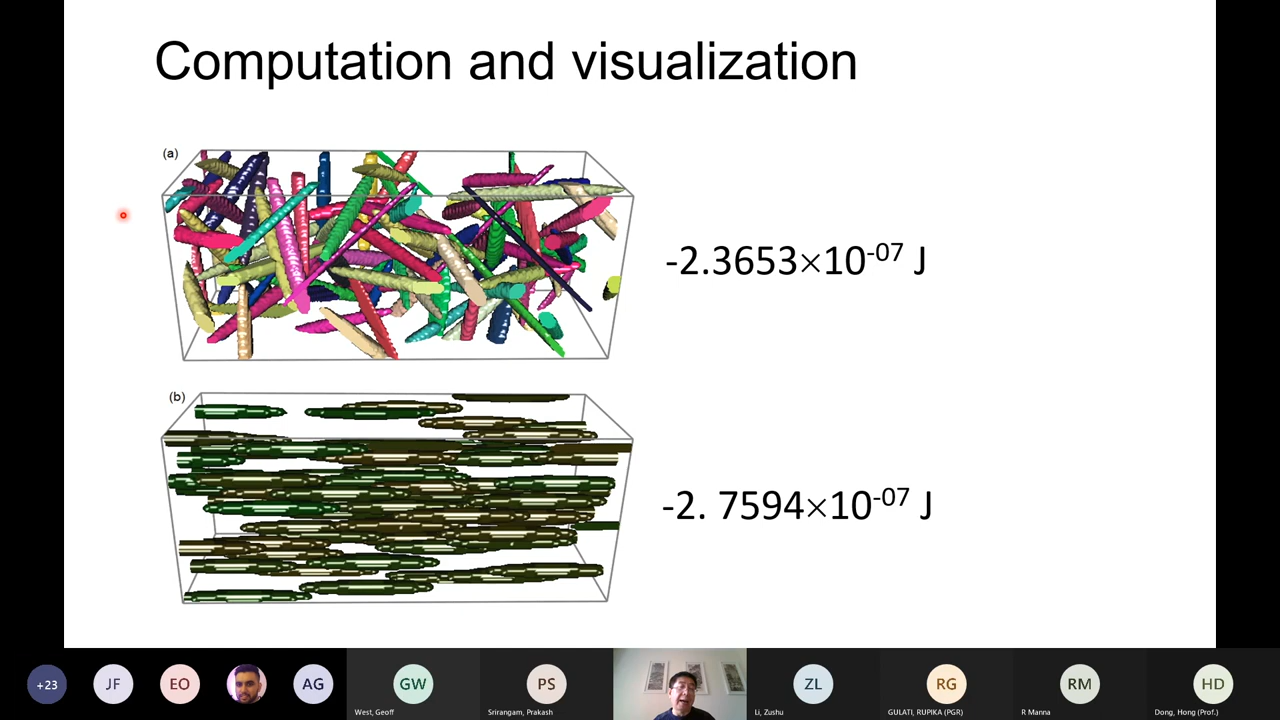 Computation and visualization
(a)
-2.3653×10⁻⁰⁷ J
(b)
-2. 7594×10⁻⁰⁷ J
+23
JF
EO
AG
GW
PS
ZL
RG
RM
HD
West, Geoff
Srirangam, Prakash
Li, Zushu
GULATI, RUPIKA (PGR)
R Manna
Dong, Hong (Prof.)